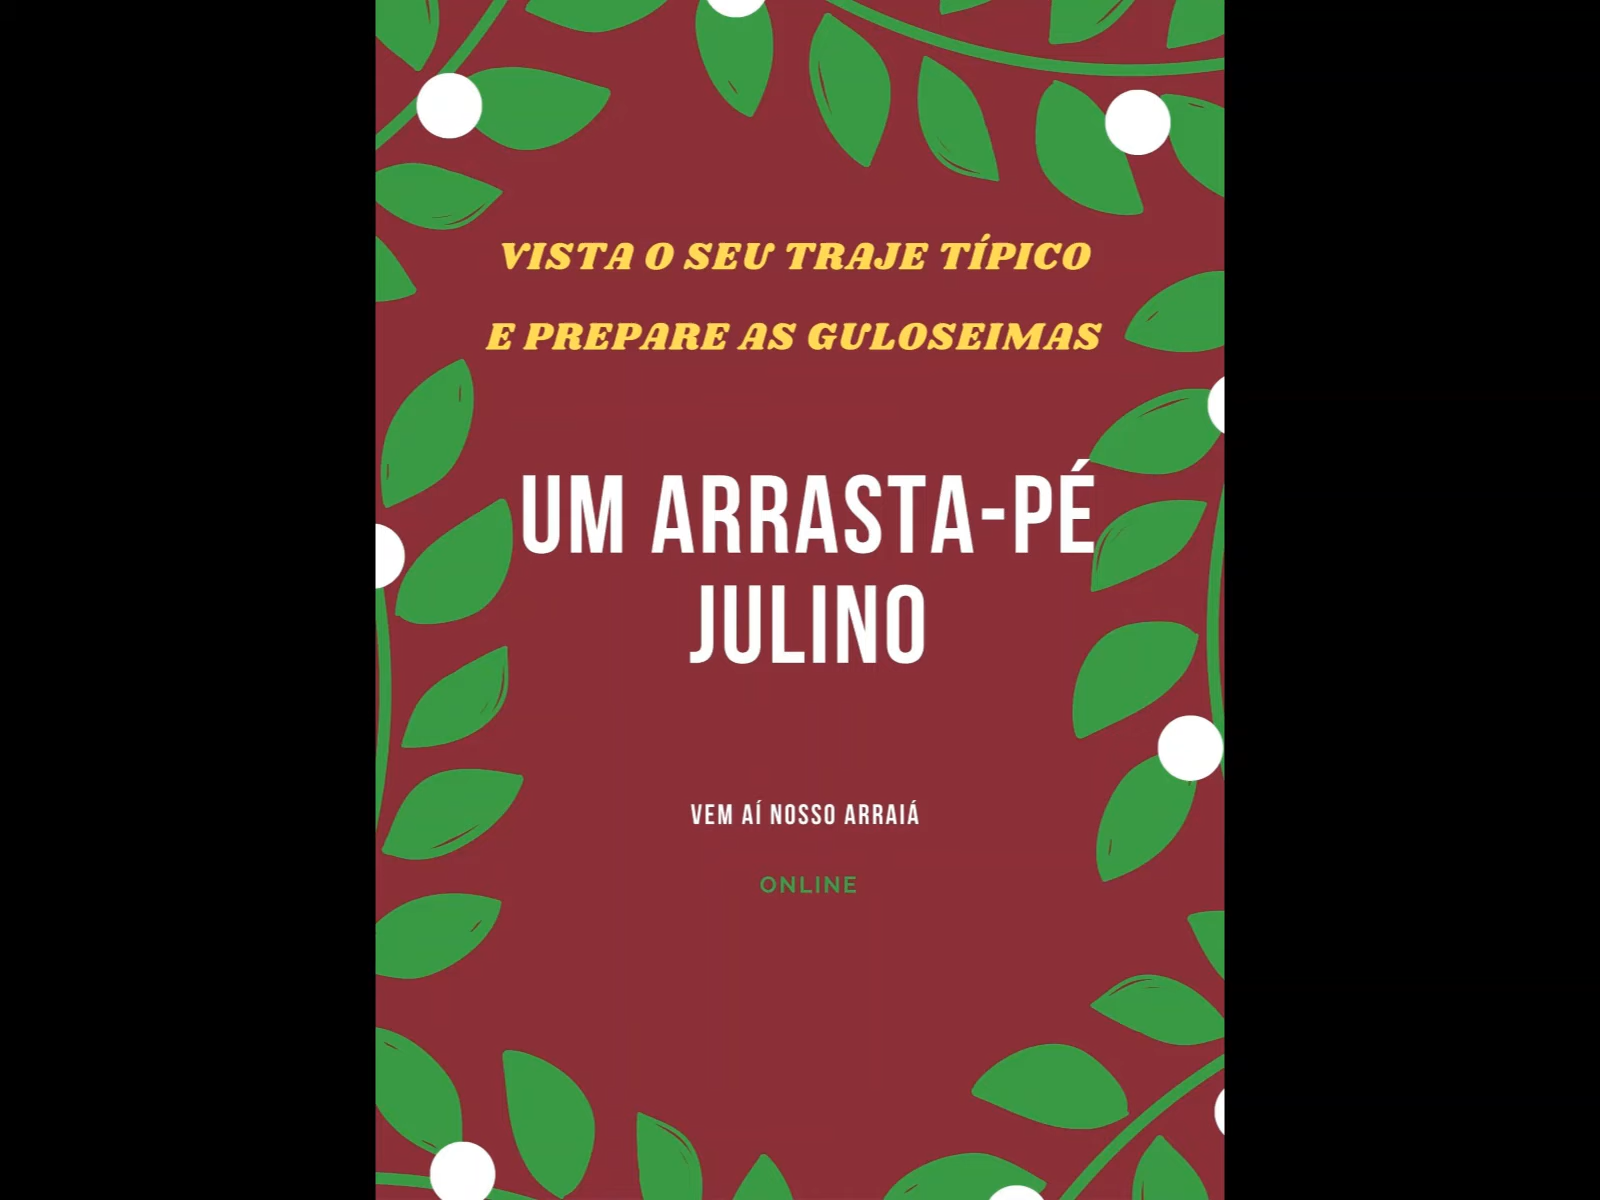 VISTA O SEU TRAJE TÍPICO
E PREPARE AS GULOSEIMAS
UM ARRASTA-PÉ
JULINO
VEM AÍ NOSSO ARRAIÁ
ONLINE